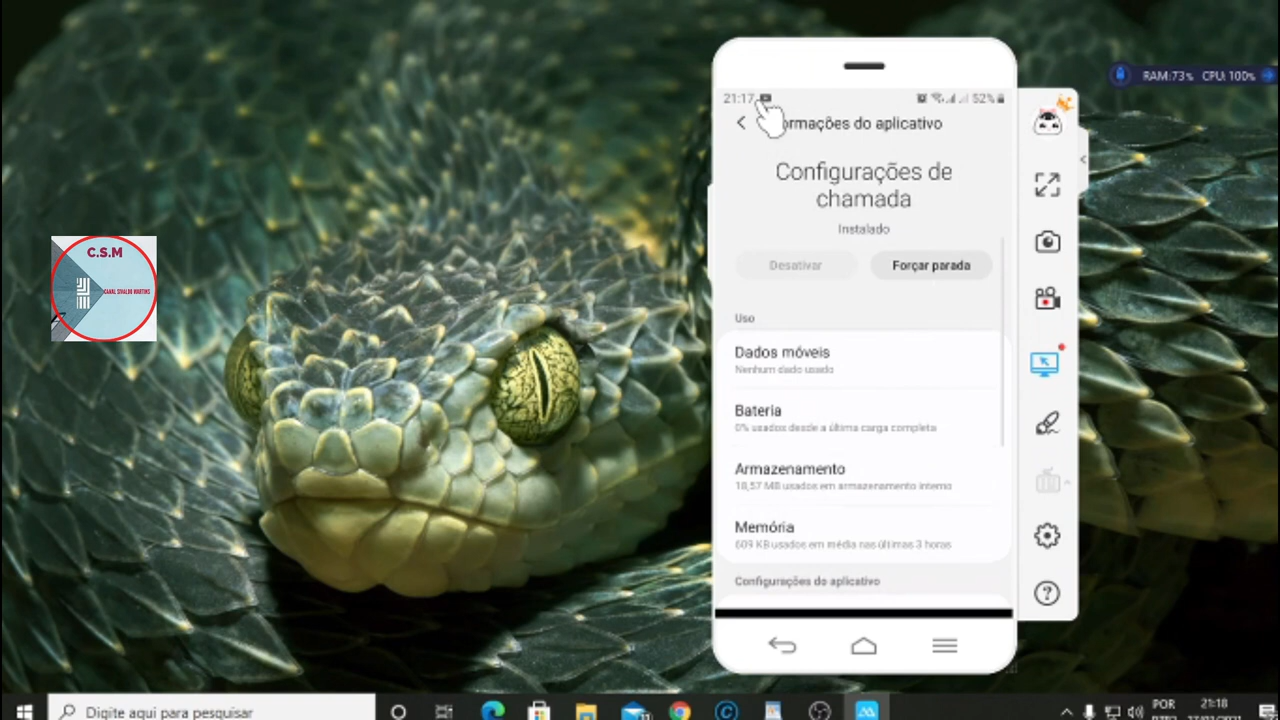 RAM:73% CPU: 100%
C.S.M
CANAL SIVALDO MARTINS
21:17
52%
ormações do aplicativo
Configurações de
chamada
Instalado
Desativar
Forçar parada
Uso
Dados móveis
Nenhum dado usado
Bateria
0% usados desde a última carga completa
Armazenamento
18,57 MB usados em armazenamento interno
Memória
609 KB usados em média nas últimas 3 horas
Configurações do aplicativo
Digite aqui para pesquisar
POR
21:18